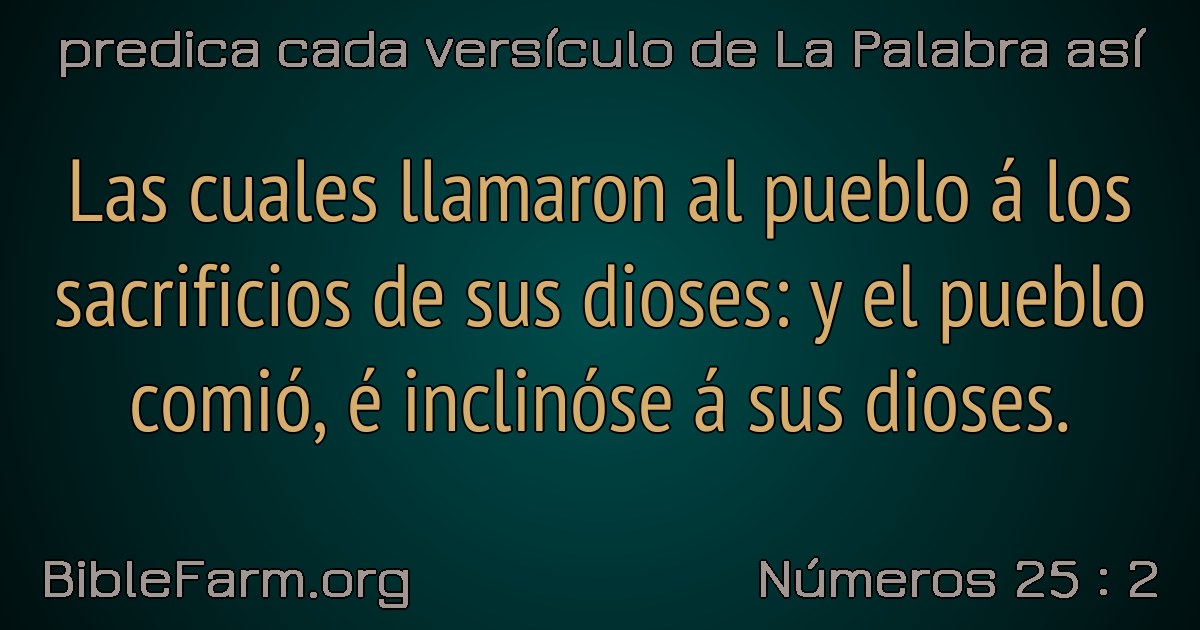 predica cada versículo de La Palabra así
Las cuales llamaron al pueblo á los
sacrificios de sus dioses: y el pueblo
comió, é inclinóse á sus dioses.
BibleFarm.org
Números 25 : 2